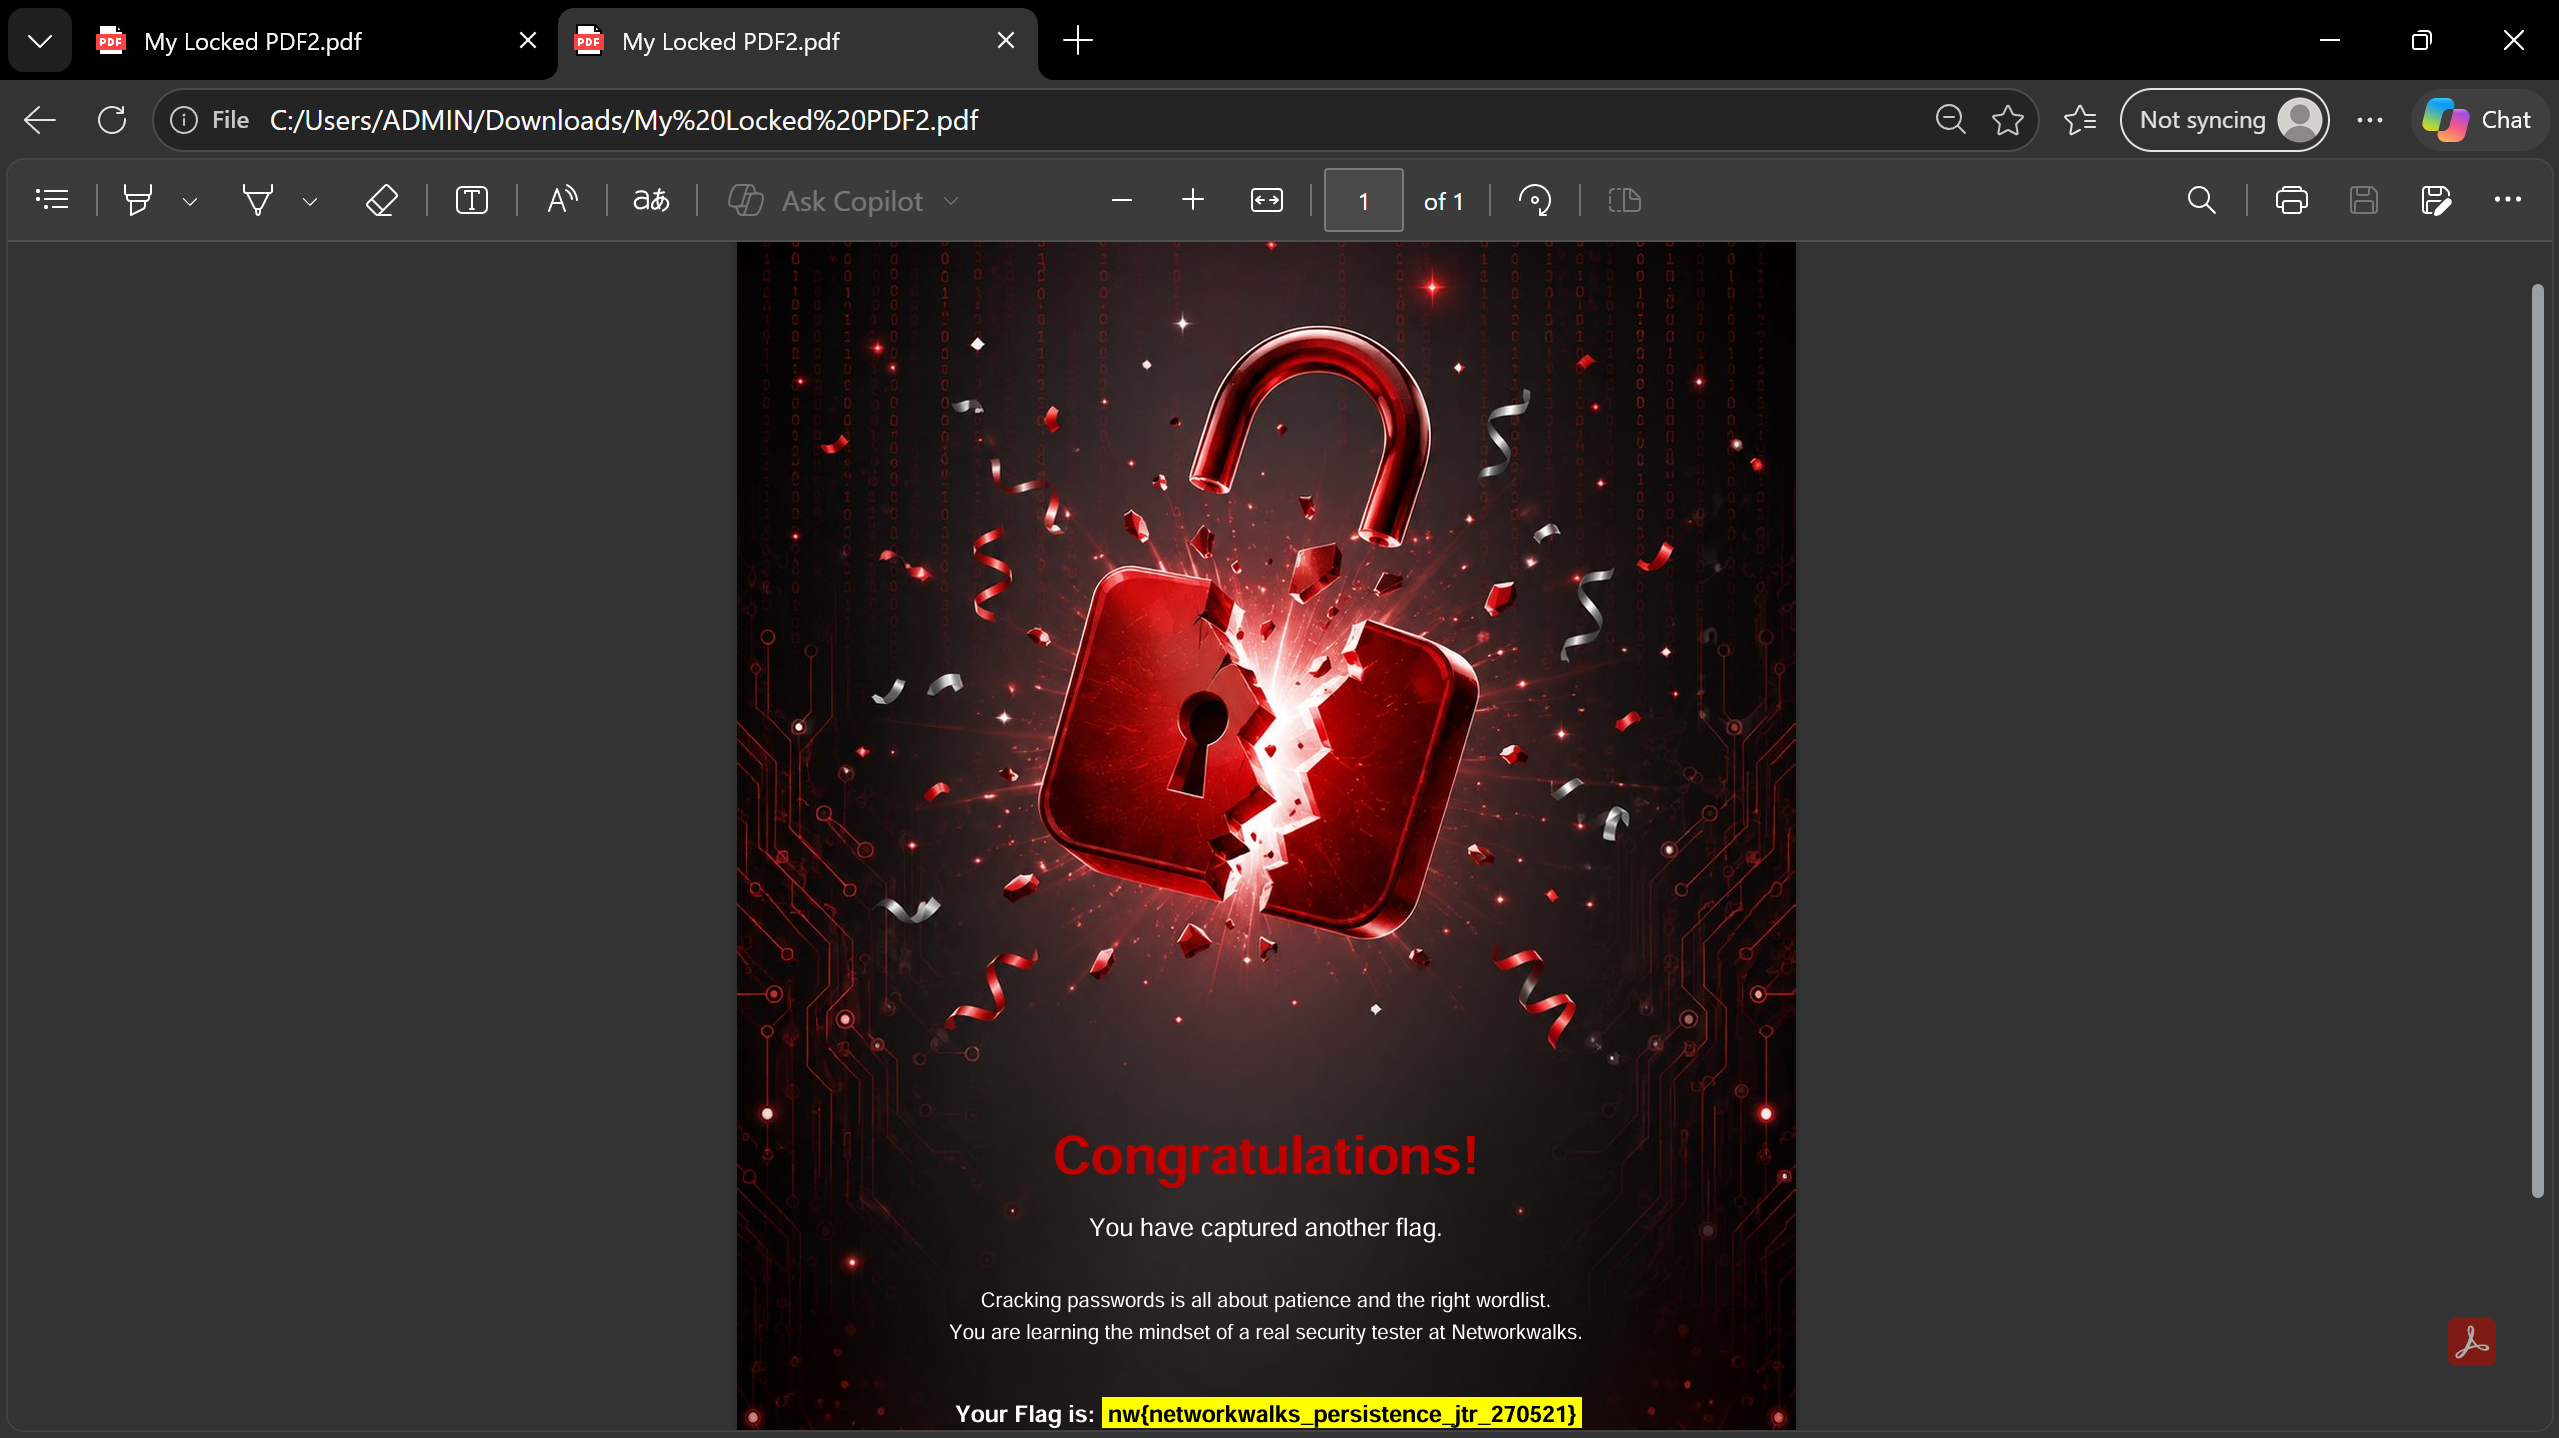 My Locked PDF2.pdf
My Locked PDF2.pdf
File C:/Users/ADMIN/Downloads/My%20Locked%20PDF2.pdf
Not syncing
Chat
Ask Copilot
1 of 1
Congratulations!
You have captured another flag.
Cracking passwords is all about patience and the right wordlist.
You are learning the mindset of a real security tester at Networkwalks.
Your Flag is: nw{networkwalks_persistence_jtr_270521}